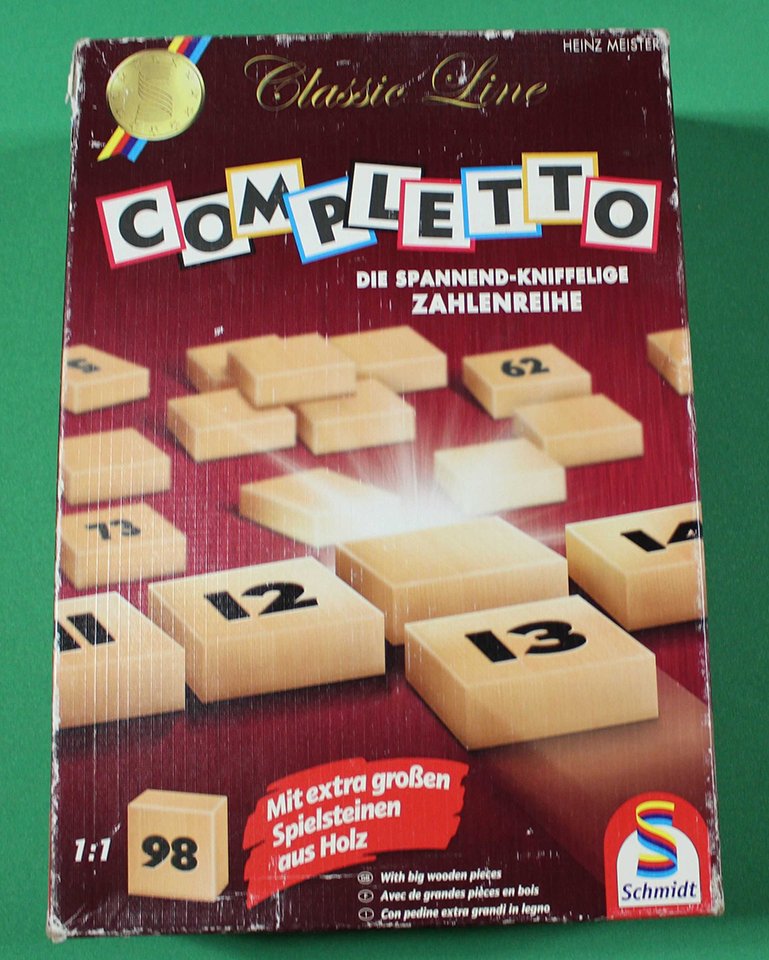 HEINZ MEISTER
Classic Line
COMPLETTO
DIE SPANNEND-KNIFFELIGE
ZAHLENREIHE
62
73
11
12
13
14
1:1
98
Mit extra großen
Spielsteinen
aus Holz
GB With big wooden pieces
F Avec de grandes pièces en bois
I Con pedine extra grandi in legno
Schmidt